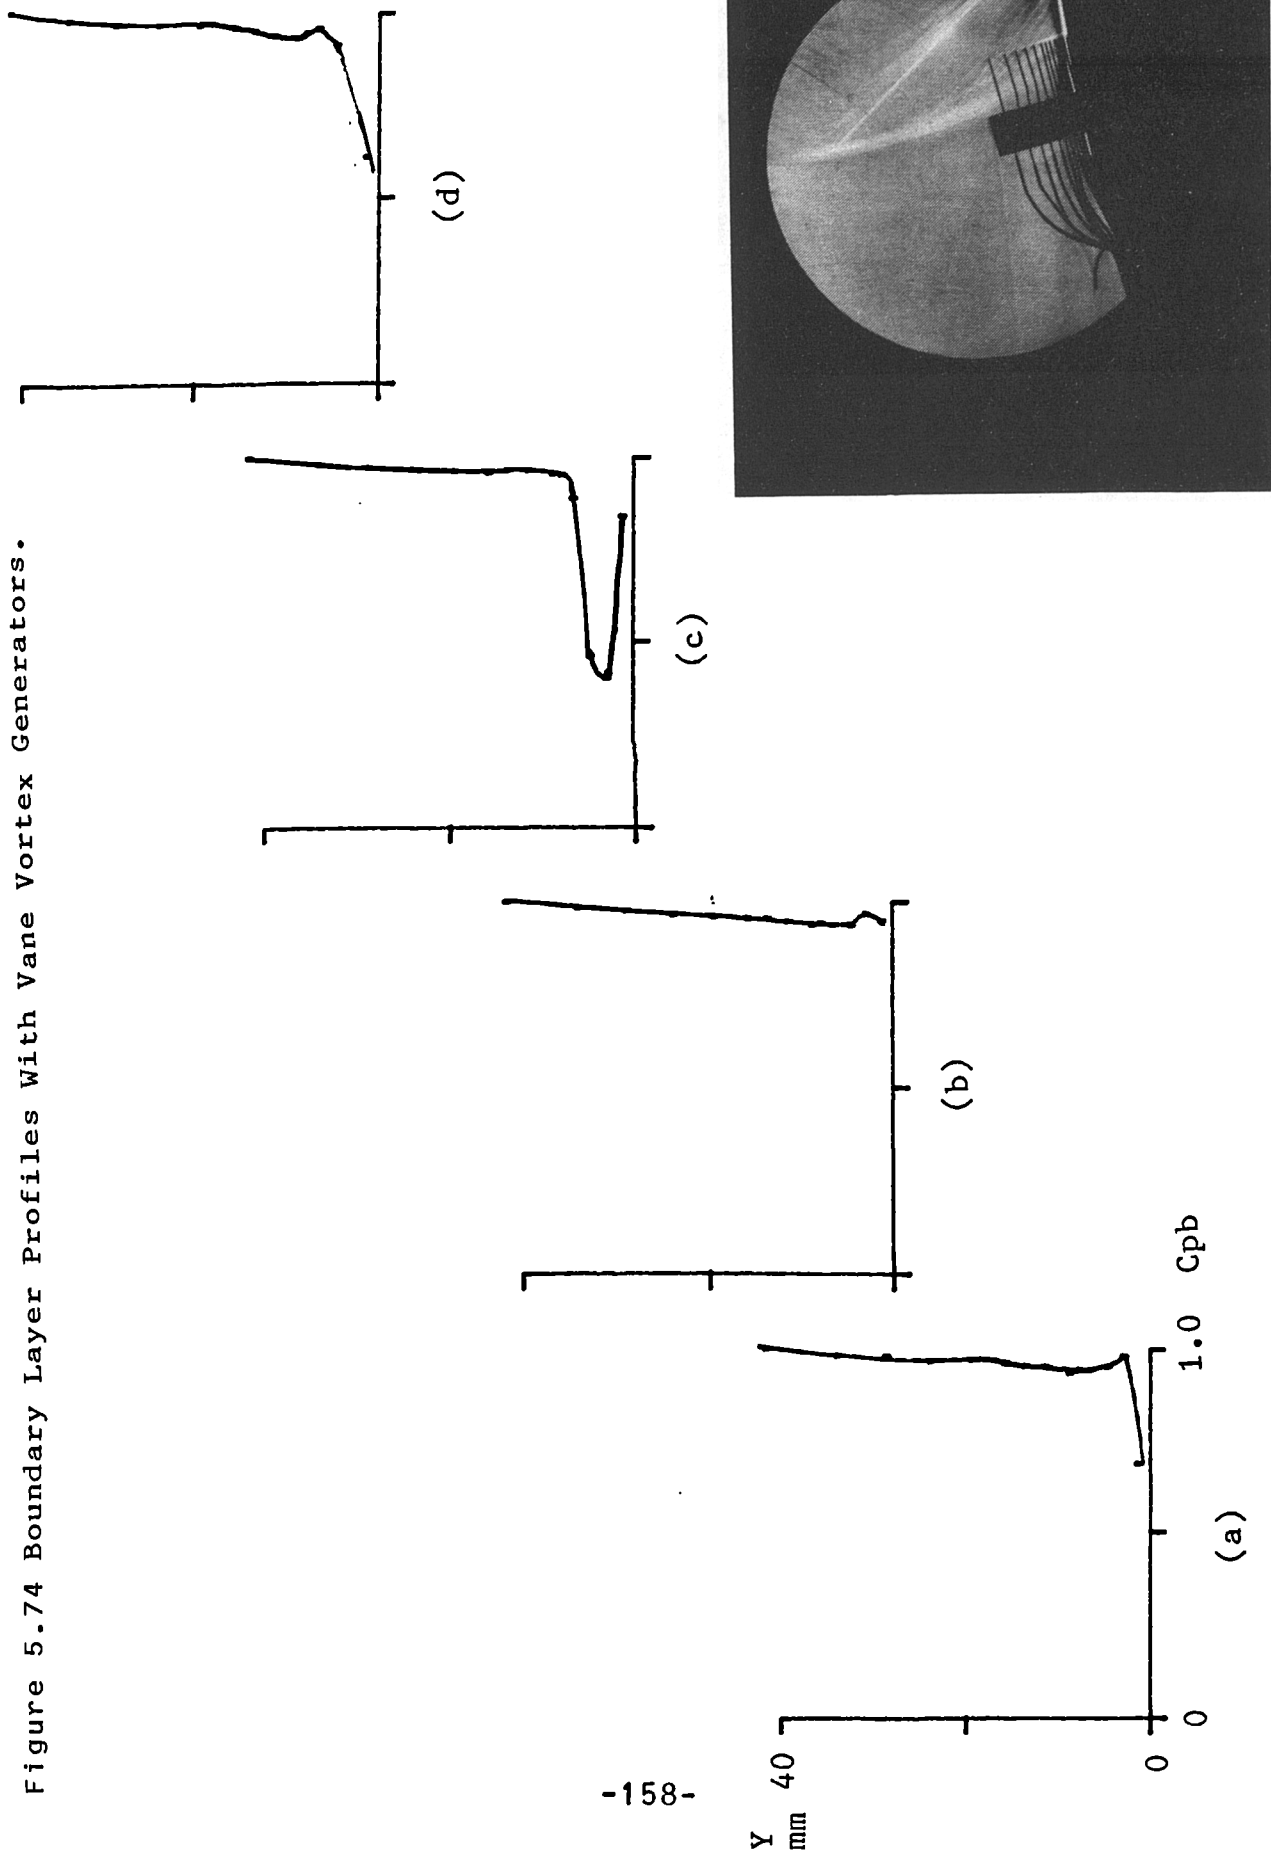 Figure 5.74 Boundary Layer Profiles With Vane Vortex Generators.
(d)
(c)
(b)
(a)
Y
mm
40
0
0
1.0
Cpb
-158-